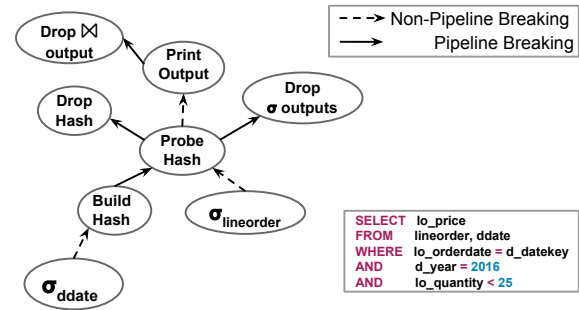 Drop ⋈
output
Print
Output
Non-Pipeline Breaking
Pipeline Breaking
Drop
Hash
Drop
σ outputs
Probe
Hash
Build
Hash
σlineorder
σddate
SELECT lo_price
FROM lineorder, ddate
WHERE lo_orderdate = d_datekey
AND d_year = 2016
AND lo_quantity < 25